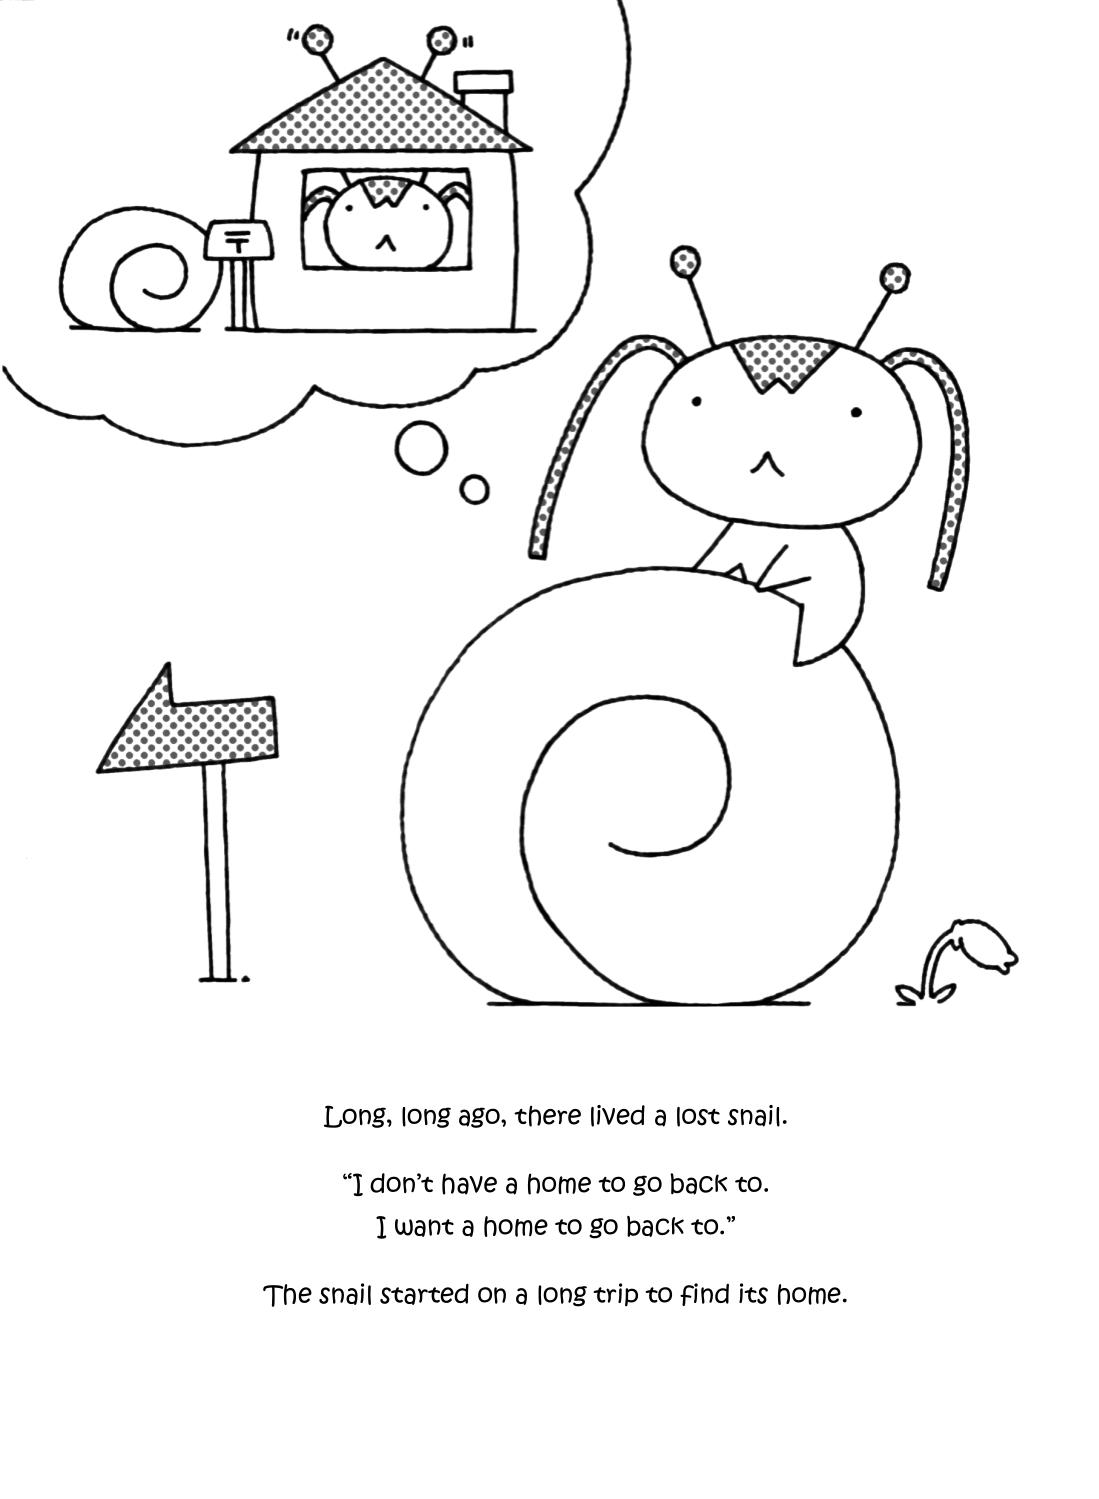 〒
Long, long ago, there lived a lost snail.
“I don’t have a home to go back to.
I want a home to go back to.”
The snail started on a long trip to find its home.